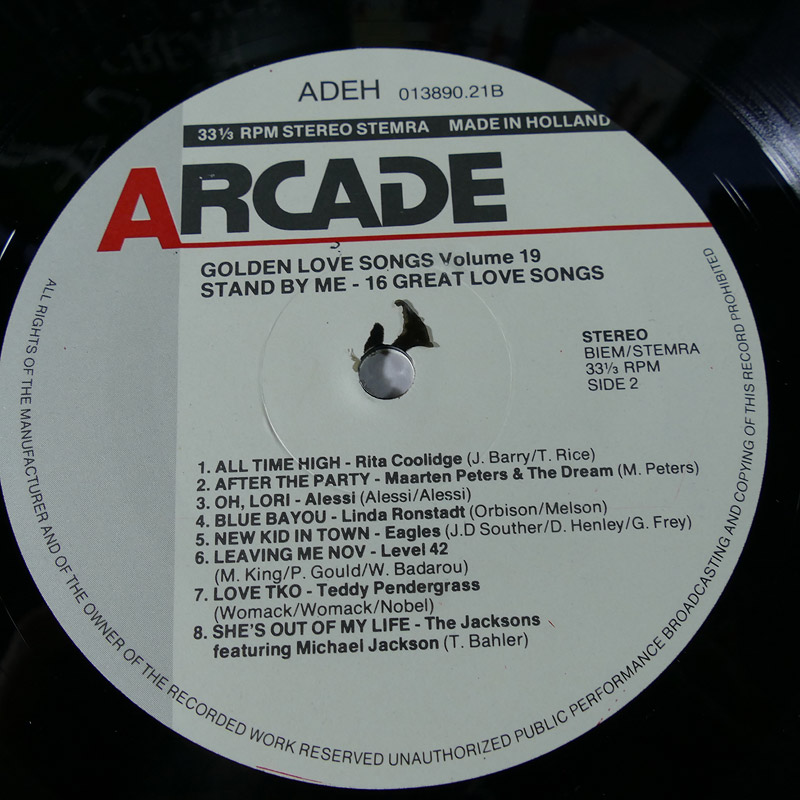 ADEH 013890.21B
33⅓ RPM STEREO STEMRA MADE IN HOLLAND
ARCADE
GOLDEN LOVE SONGS Volume 19
STAND BY ME - 16 GREAT LOVE SONGS
STEREO
BIEM/STEMRA
33⅓ RPM
SIDE 2
1. ALL TIME HIGH - Rita Coolidge (J. Barry/T. Rice)
2. AFTER THE PARTY - Maarten Peters & The Dream (M. Peters)
3. OH, LORI - Alessi (Alessi/Alessi)
4. BLUE BAYOU - Linda Ronstadt (Orbison/Melson)
5. NEW KID IN TOWN - Eagles (J.D Souther/D. Henley/G. Frey)
6. LEAVING ME NOV - Level 42
(M. King/P. Gould/W. Badarou)
7. LOVE TKO - Teddy Pendergrass
(Womack/Womack/Nobel)
8. SHE'S OUT OF MY LIFE - The Jacksons
featuring Michael Jackson (T. Bahler)
ALL RIGHTS OF THE MANUFACTURER AND OF THE OWNER OF THE RECORDED WORK RESERVED UNAUTHORIZED PUBLIC PERFORMANCE BROADCASTING AND COPYING OF THIS RECORD PROHIBITED